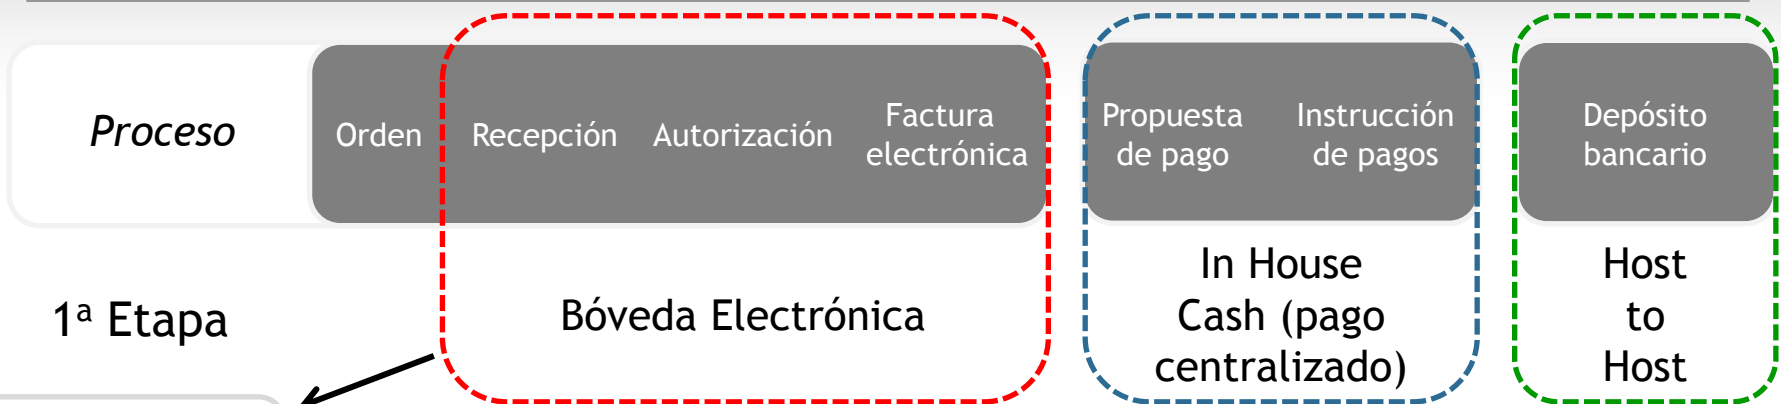 Proceso
Orden
Recepción
Autorización
Factura
electrónica
Propuesta
de pago
Instrucción
de pagos
Depósito
bancario
1ª Etapa
Bóveda Electrónica
In House
Cash (pago
centralizado)
Host
to
Host